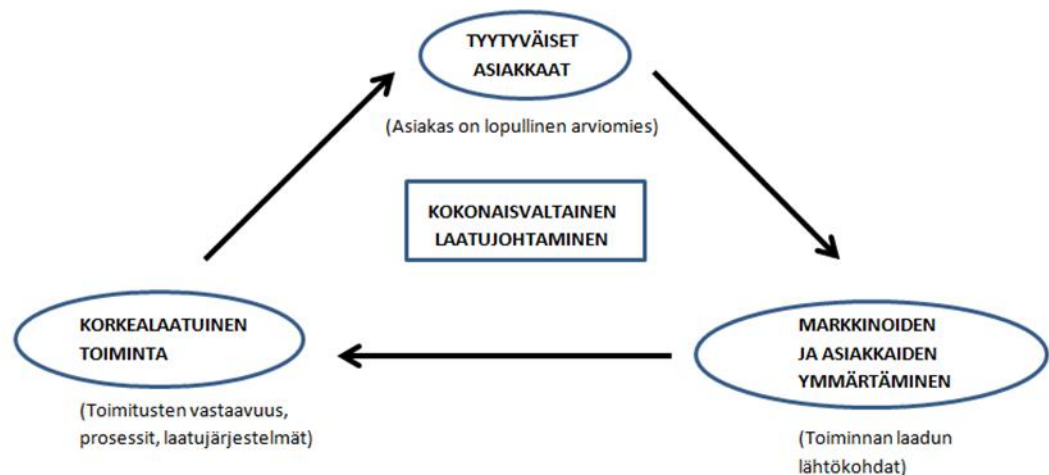 TYYTYVÄISET
ASIAKKAAT
(Asiakas on lopullinen arviomies)
KOKONAISVALTAINEN
LAATUJOHTAMINEN
KORKEALAATUINEN
TOIMINTA
(Toimitusten vastaavuus,
prosessit, laatujärjestelmät)
MARKKINOIDEN
JA ASIAKKAIDEN
YMMÄRTÄMINEN
(Toiminnan laadun
lähtökohdat)